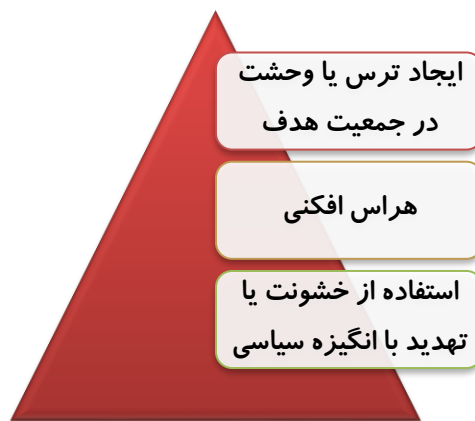 ایجاد ترس یا وحشت
در جمعیت هدف
هراس افکنی
استفاده از خشونت یا
تهدید با انگیزه سیاسی